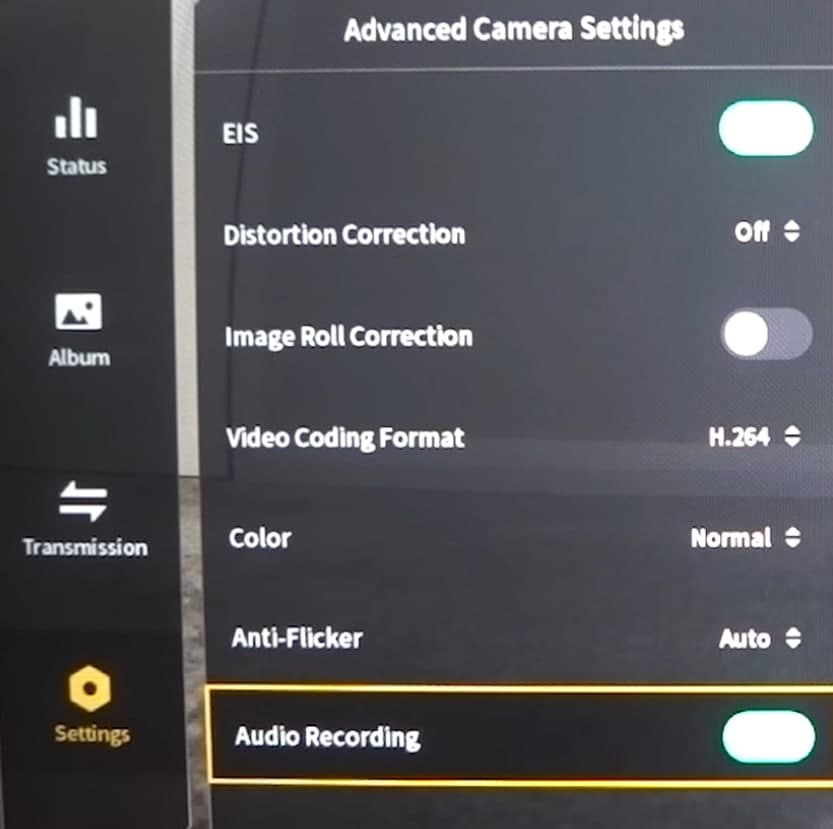 Advanced Camera Settings
EIS
Distortion Correction Off
Image Roll Correction
Video Coding Format H.264
Color Normal
Anti-Flicker Auto
Audio Recording
Status
Album
Transmission
Settings